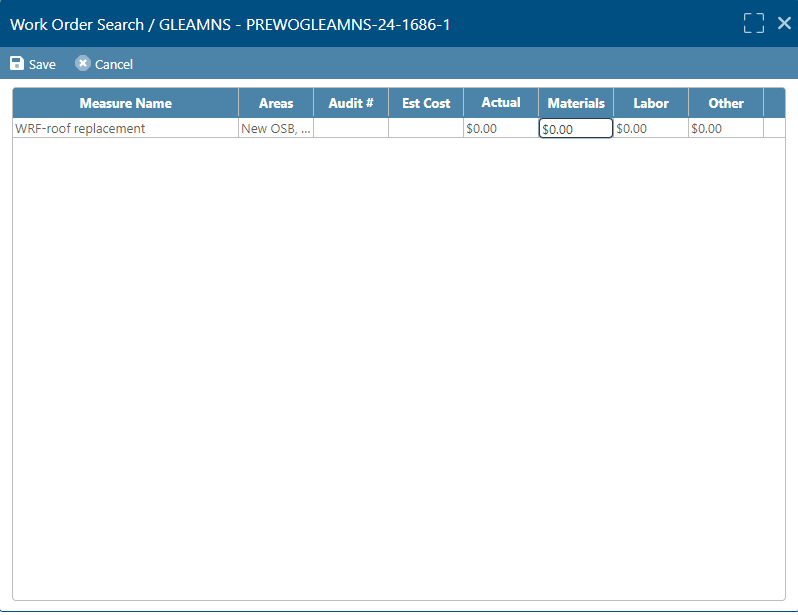 Work Order Search / GLEAMNS - PREWOGLEAMNS-24-1686-1
Save Cancel
Measure Name Areas Audit # Est Cost Actual Materials Labor Other
WRF-roof replacement New OSB, ... $0.00 $0.00 $0.00 $0.00